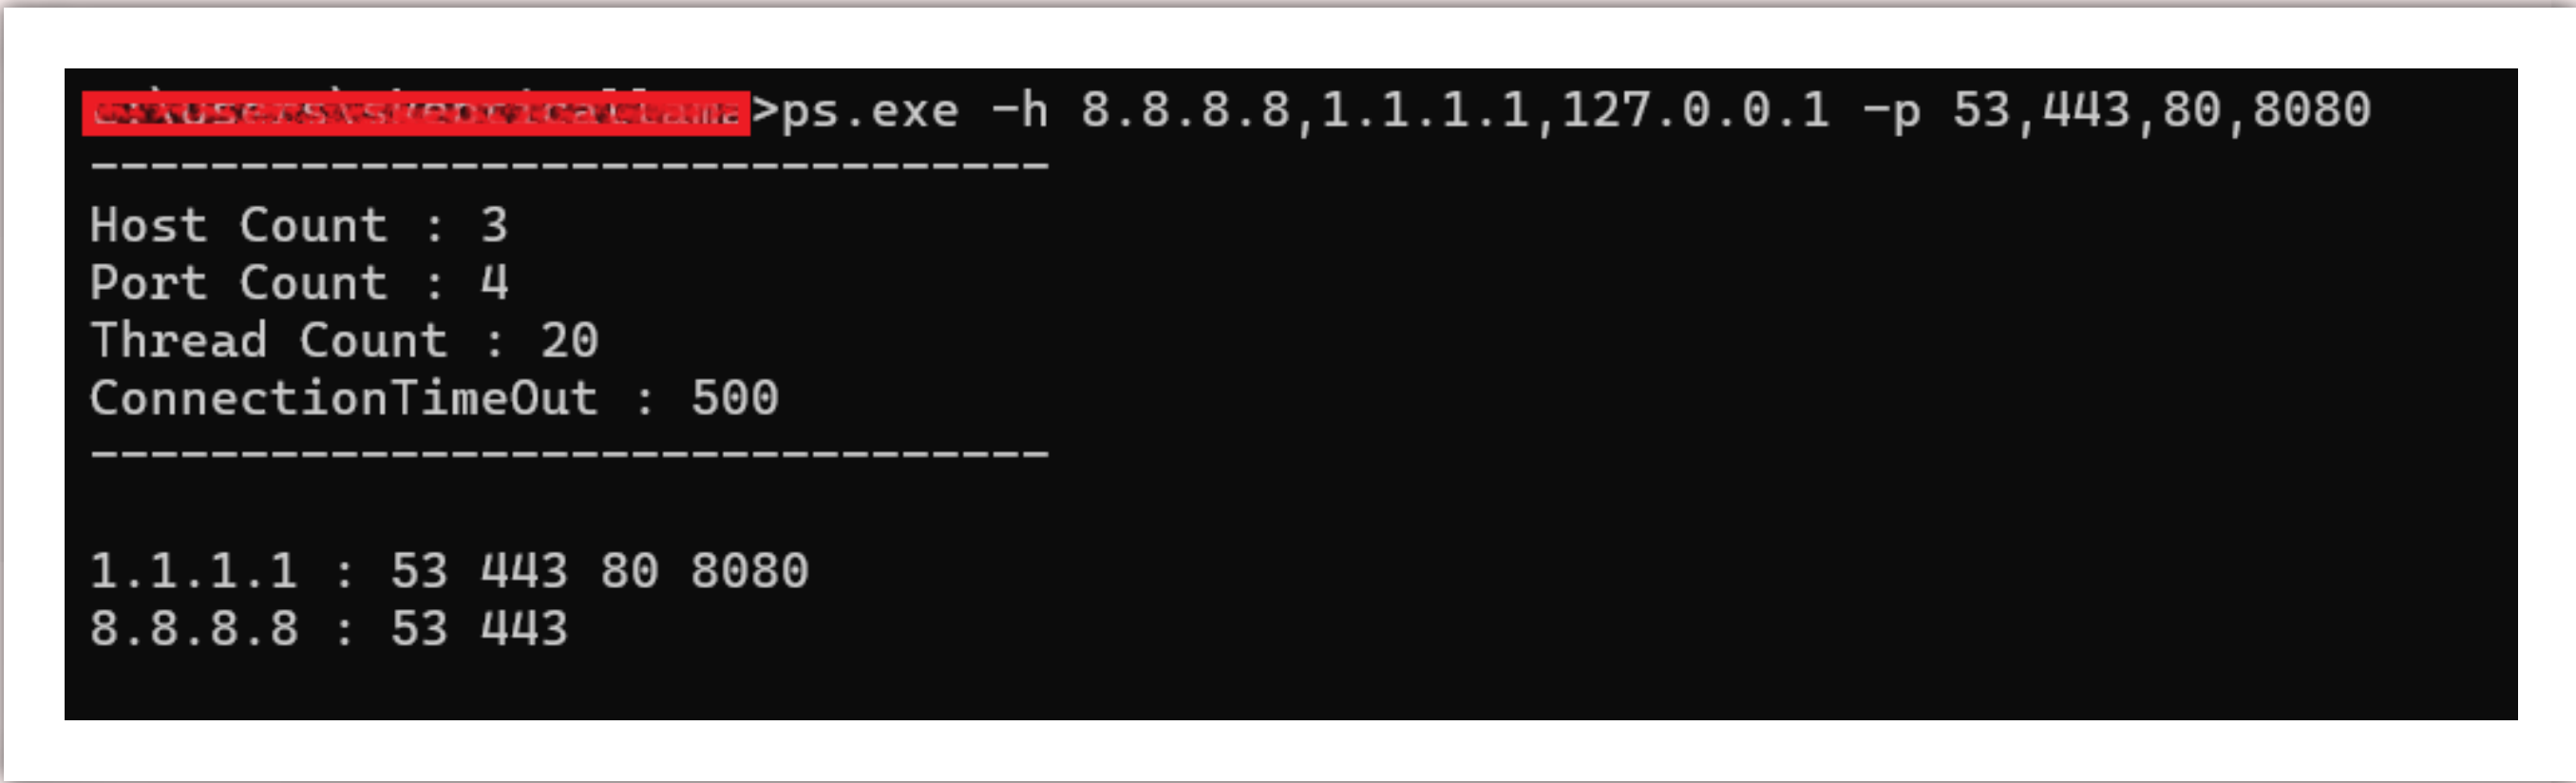 >ps.exe -h 8.8.8.8,1.1.1.1,127.0.0.1 -p 53,443,80,8080
--------------------------------
Host Count : 3
Port Count : 4
Thread Count : 20
ConnectionTimeOut : 500
--------------------------------
1.1.1.1 : 53 443 80 8080
8.8.8.8 : 53 443